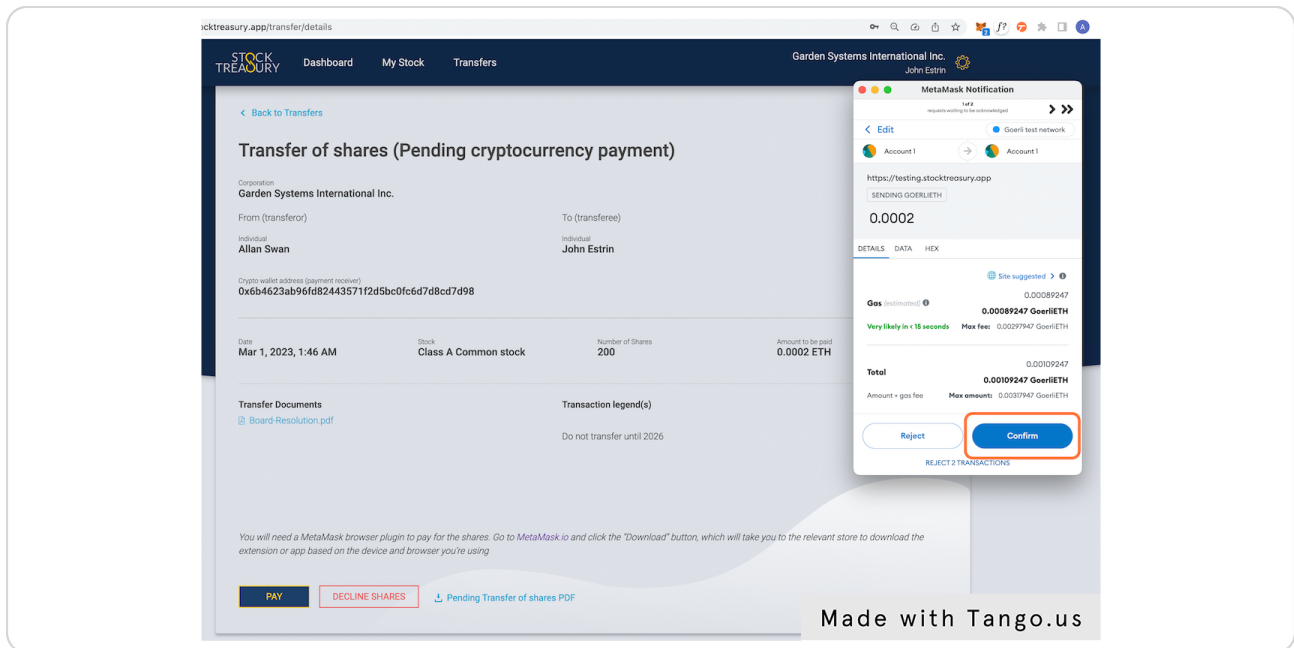 ocktreasury.app/transfer/details
STOCK
TREASURY
Dashboard
My Stock
Transfers
Garden Systems International Inc.
John Estrin
Back to Transfers
Transfer of shares (Pending cryptocurrency payment)
Corporation
Garden Systems International Inc.
From (transferor)
To (transferee)
Individual
Allan Swan
Individual
John Estrin
Crypto wallet address (payment receiver)
0x6b4623ab96fd82443571f2d5bc0fc6d7d8cd7d98
Date
Mar 1, 2023, 1:46 AM
Stock
Class A Common stock
Number of Shares
200
Amount to be paid
0.0002 ETH
Transfer Documents
Board-Resolution.pdf
Transaction legend(s)
Do not transfer until 2026
You will need a MetaMask browser plugin to pay for the shares. Go to MetaMask.io and click the "Download" button, which will take you to the relevant store to download the
extension or app based on the device and browser you're using
PAY
DECLINE SHARES
Pending Transfer of shares PDF
MetaMask Notification
1 of 2
requests waiting to be acknowledged
Edit
Goerli test network
Account 1
Account 1
https://testing.stocktreasury.app
SENDING GOERLIETH
0.0002
DETAILS
DATA
HEX
Site suggested
Gas (estimated)
0.00089247
0.00089247 GoerliETH
Very likely in < 15 seconds
Max fee: 0.00297947 GoerliETH
Total
0.00109247
0.00109247 GoerliETH
Amount + gas fee
Max amount: 0.00317947 GoerliETH
Reject
Confirm
REJECT 2 TRANSACTIONS
Made with Tango.us